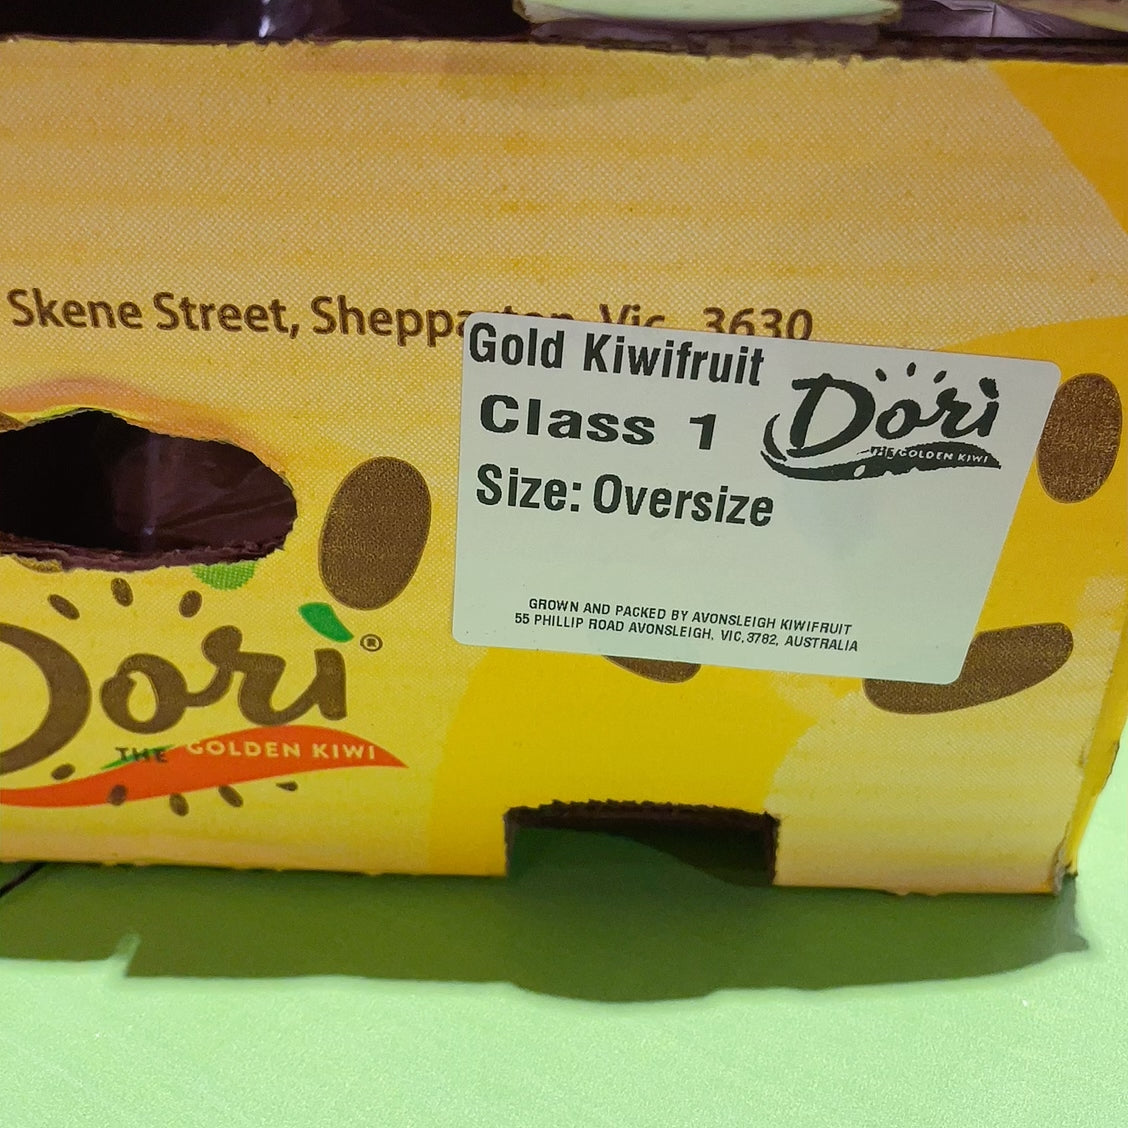 Skene Street, Shepparton, Vic. 3630
Gold Kiwifruit
Class 1
Size: Oversize
Dori
THE GOLDEN KIWI
GROWN AND PACKED BY AVONSLEIGH KIWIFRUIT
55 PHILLIP ROAD AVONSLEIGH, VIC, 3782, AUSTRALIA
Dori®
THE GOLDEN KIWI